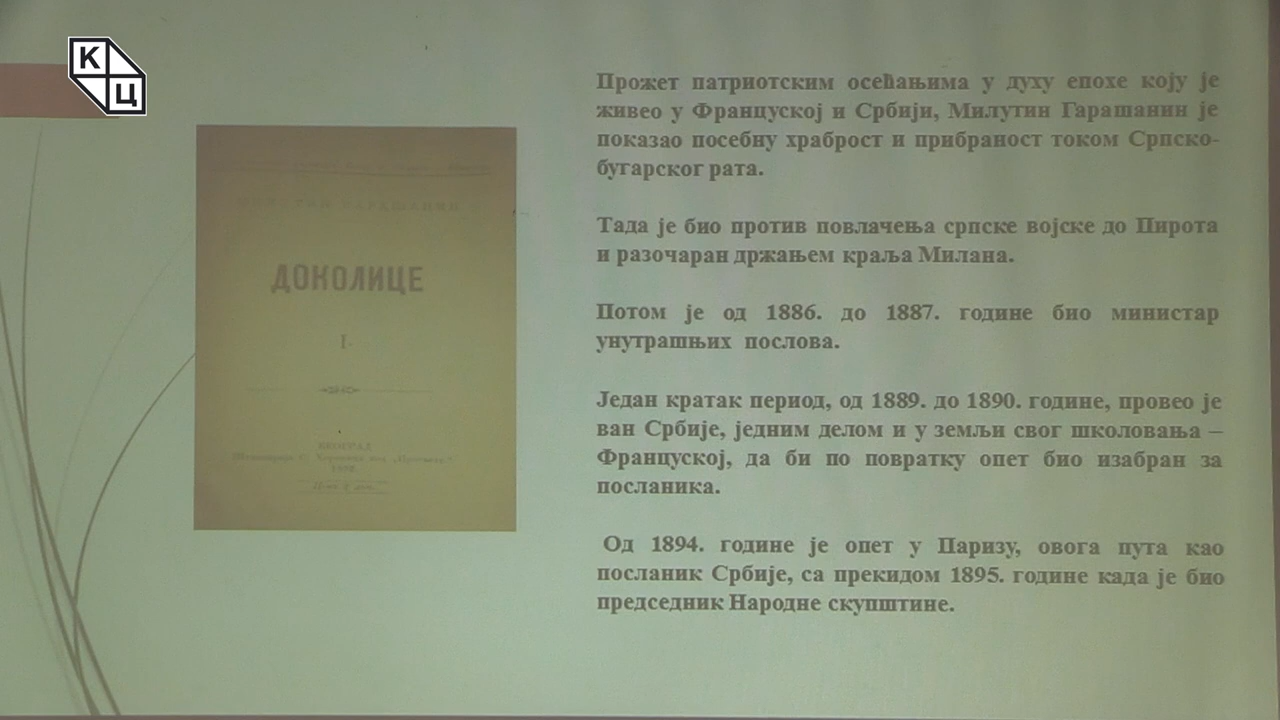 К
Ц
ДОКОЛИЦЕ
I.
БЕОГРАД
Прожет патриотским осећањима у духу епохе коју је
живео у Француској и Србији, Милутин Гарашанин је
показао посебну храброст и прибраност током Српско-
бугарског рата.
Тада је био против повлачења српске војске до Пирота
и разочаран држањем краља Милана.
Потом је од 1886. до 1887. године био министар
унутрашњих послова.
Један кратак период, од 1889. до 1890. године, провео је
ван Србије, једним делом и у земљи свог школовања –
Француској, да би по повратку опет био изабран за
посланика.
Од 1894. године је опет у Паризу, овога пута као
посланик Србије, са прекидом 1895. године када је био
председник Народне скупштине.